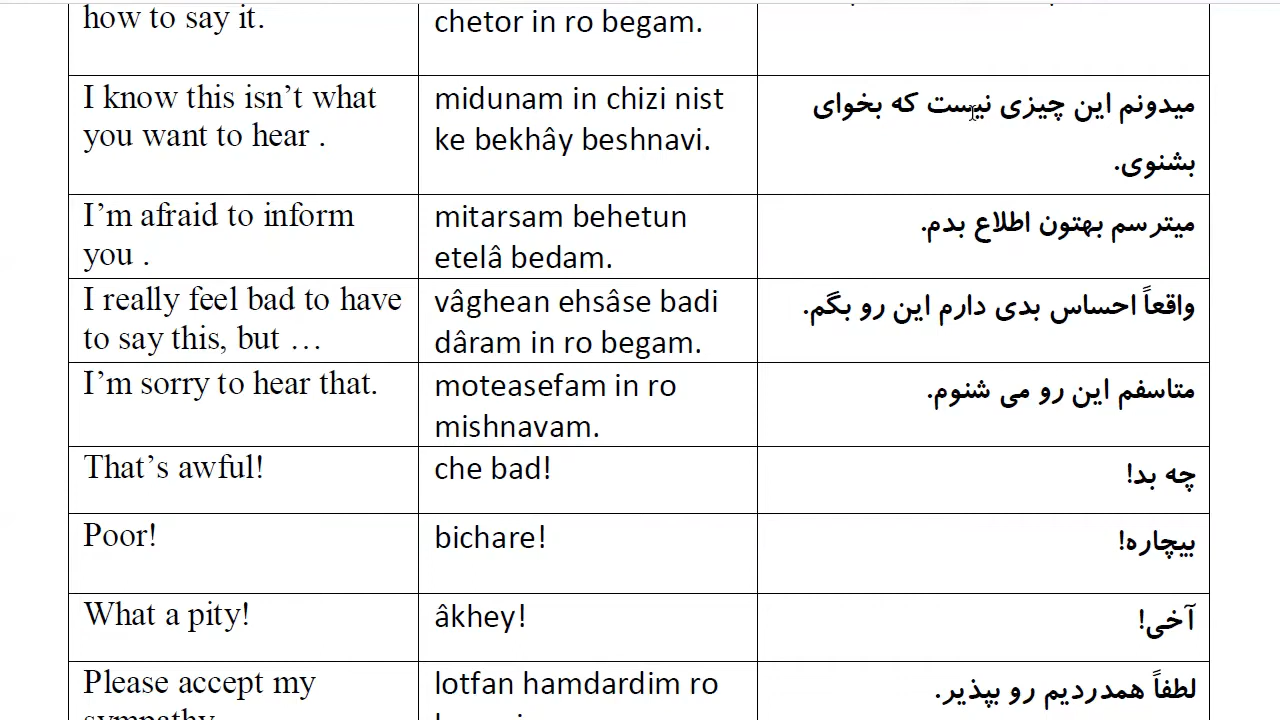 how to say it.
chetor in ro begam.
I know this isn’t what
you want to hear .
midunam in chizi nist
ke bekhây beshnavi.
میدونم این چیزی نیست که بخوای
بشنوی.
I’m afraid to inform
you .
mitarsam behetun
etelâ bedam.
میترسم بهتون اطلاع بدم.
I really feel bad to have
to say this, but …
vâghean ehsâse badi
dâram in ro begam.
واقعاً احساس بدی دارم این رو بگم.
I’m sorry to hear that.
moteasefam in ro
mishnavam.
متاسفم این رو می شنوم.
That’s awful!
che bad!
چه بد!
Poor!
bichare!
بیچاره!
What a pity!
âkhey!
آخی!
Please accept my
sympathy
lotfan hamdardim ro
لطفاً همدردیم رو بپذیر.